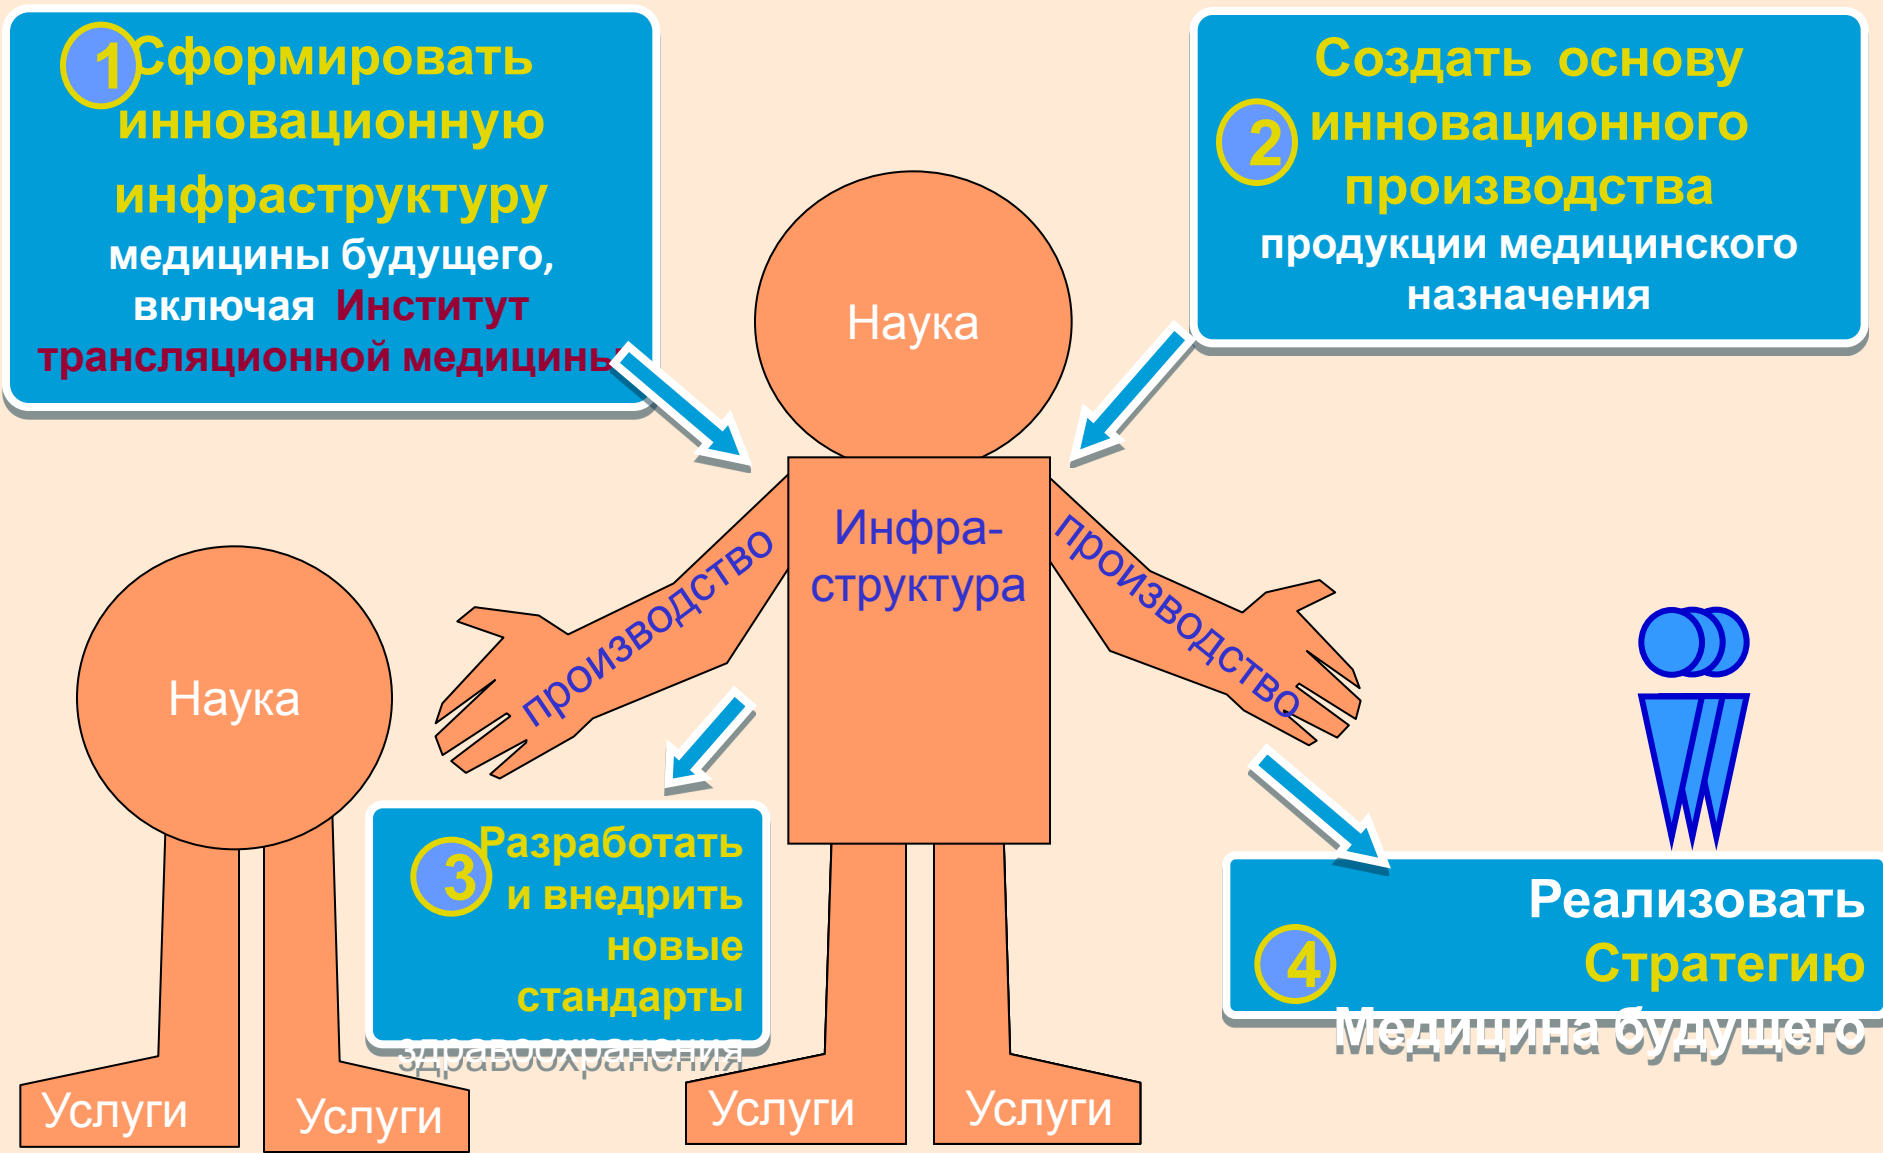 1
Сформировать
инновационную
инфраструктуру
медицины будущего,
включая Институт
трансляционной медицины
2
Создать основу
инновационного
производства
продукции медицинского
назначения
Наука
Инфра-
структура
производство
производство
Наука
3
Разработать
и внедрить
новые
стандарты
здравоохранения
4
Реализовать
Стратегию
Медицина будущего
Услуги
Услуги
Услуги
Услуги